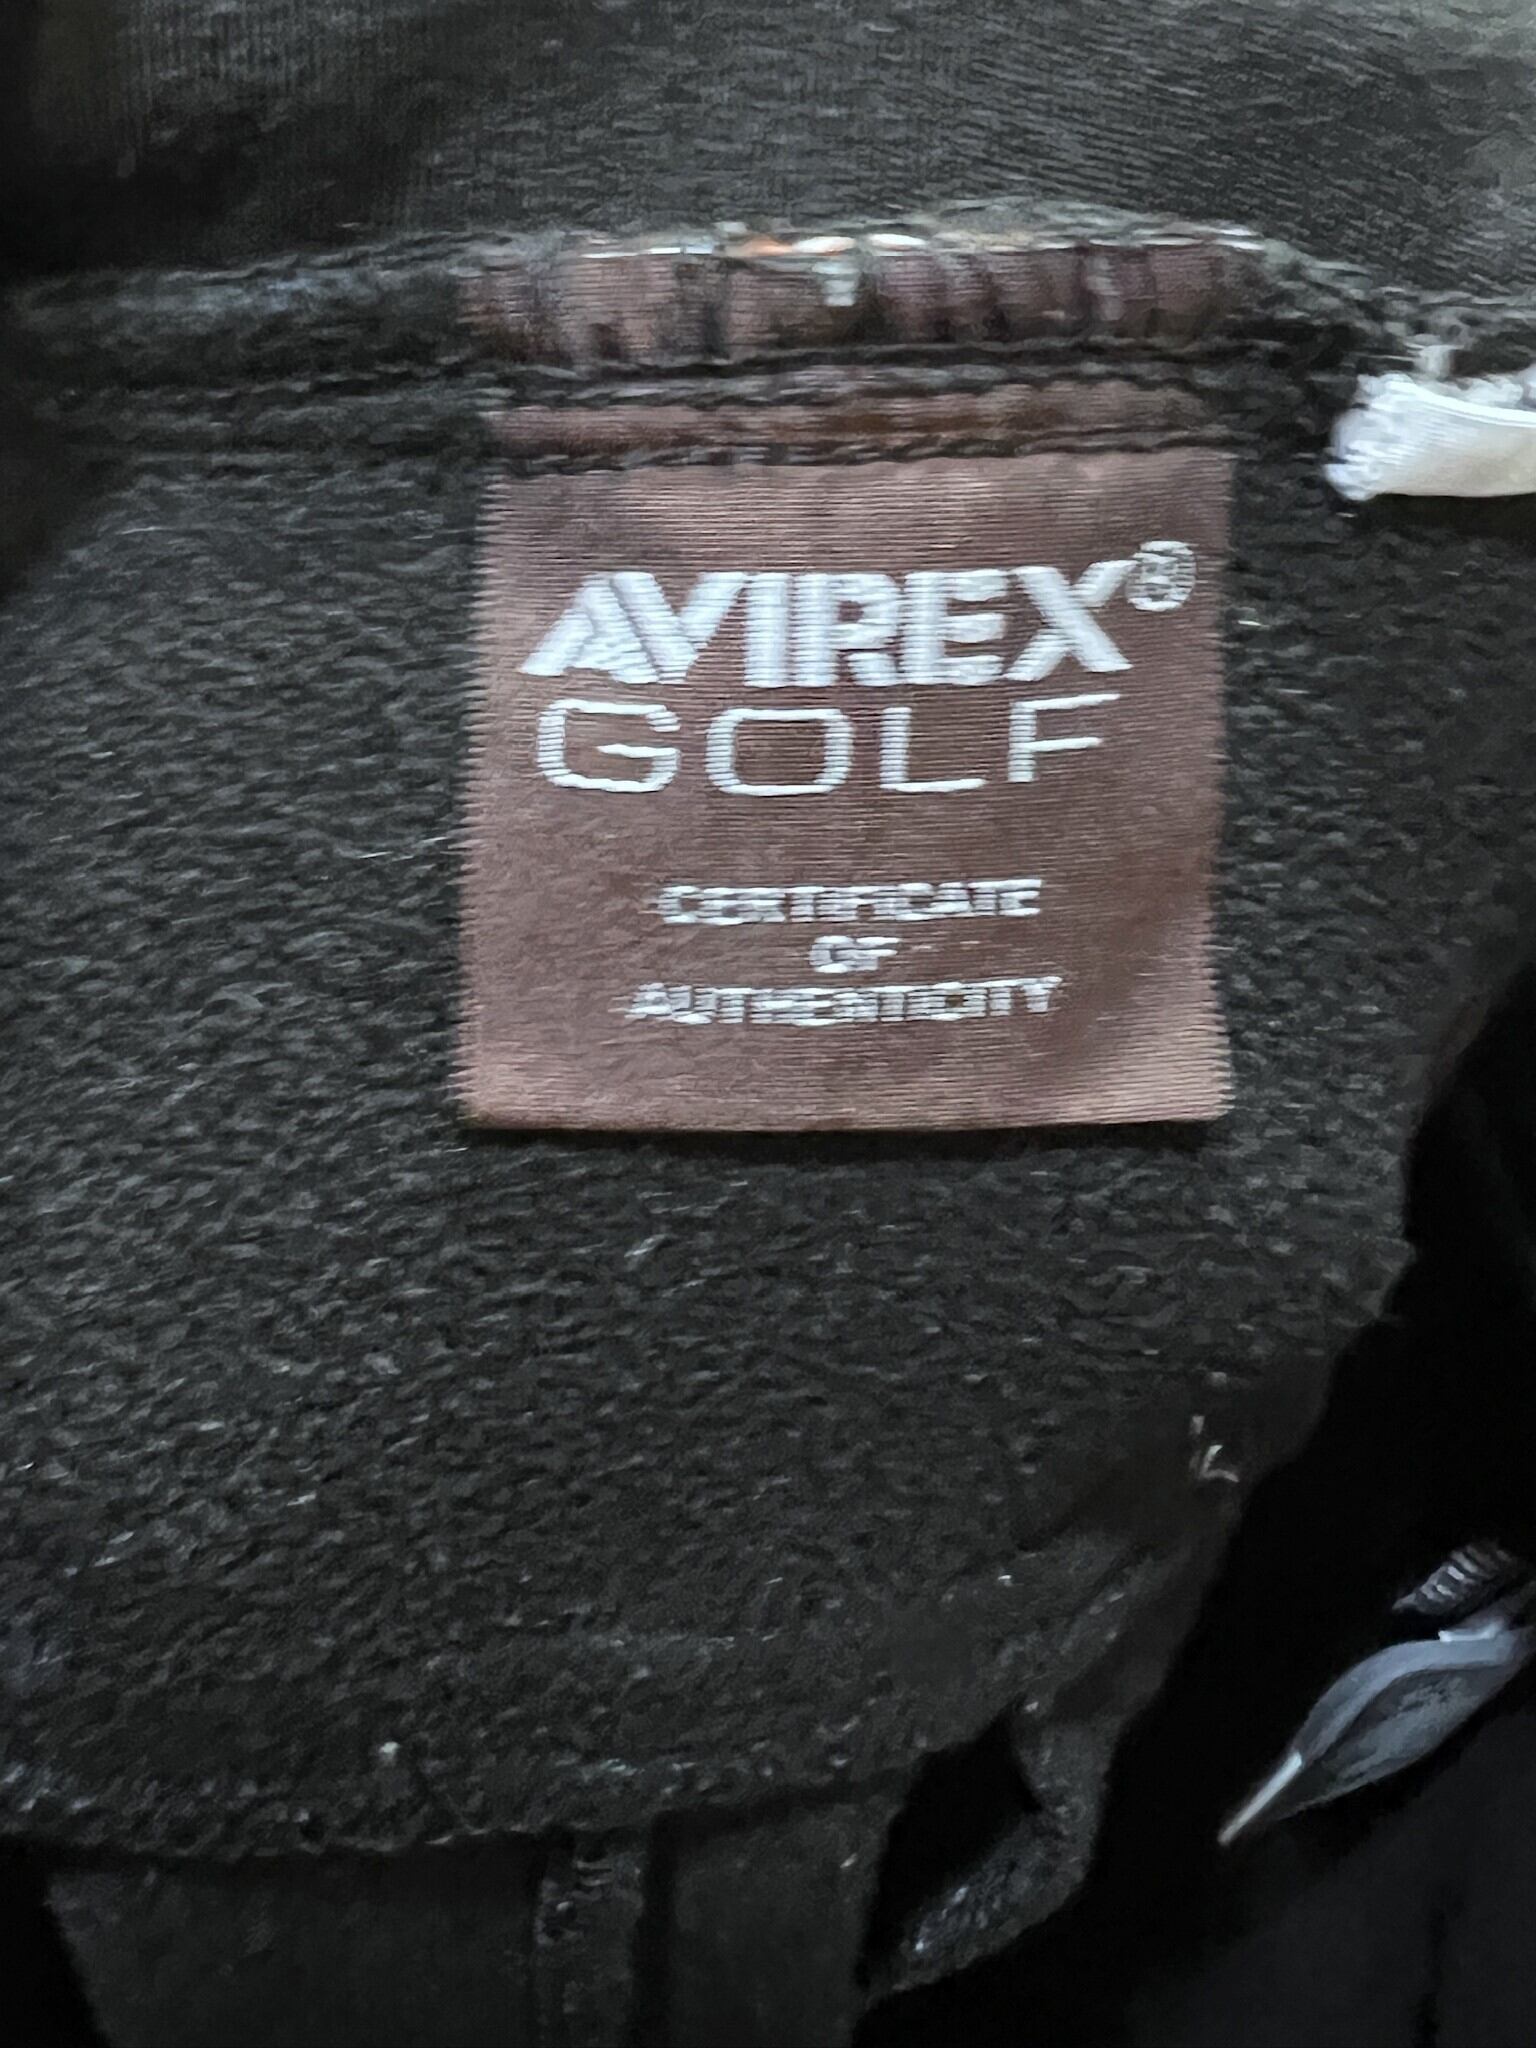 AVIREX®
GOLF
CERTIFICATE
OF
AUTHENTICITY